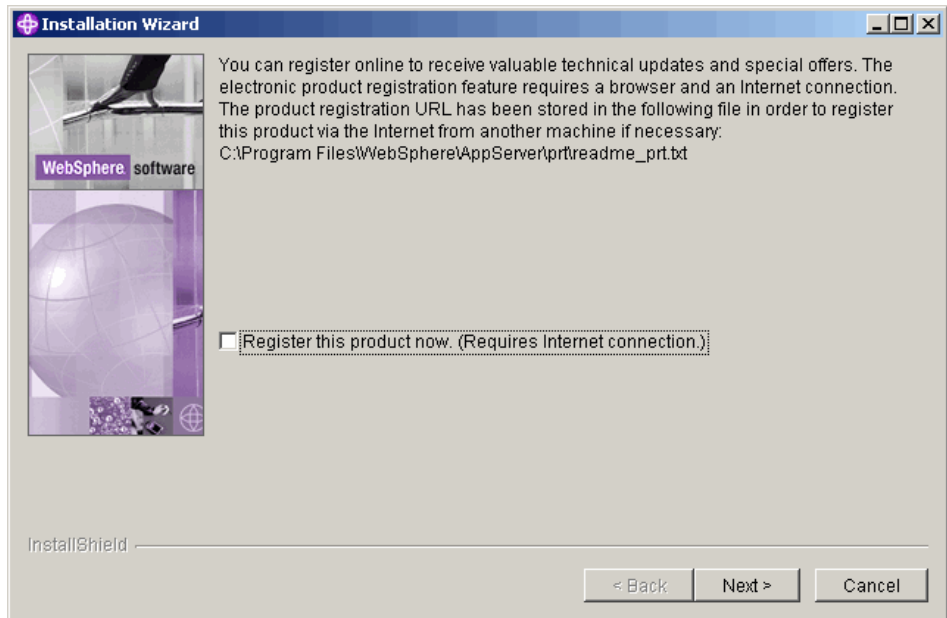 Installation Wizard
You can register online to receive valuable technical updates and special offers. The
electronic product registration feature requires a browser and an Internet connection.
The product registration URL has been stored in the following file in order to register
this product via the Internet from another machine if necessary:
C:\Program Files\WebSphere\AppServer\prt\readme_prt.txt
WebSphere software
Register this product now. (Requires Internet connection.)
InstallShield
< Back
Next >
Cancel